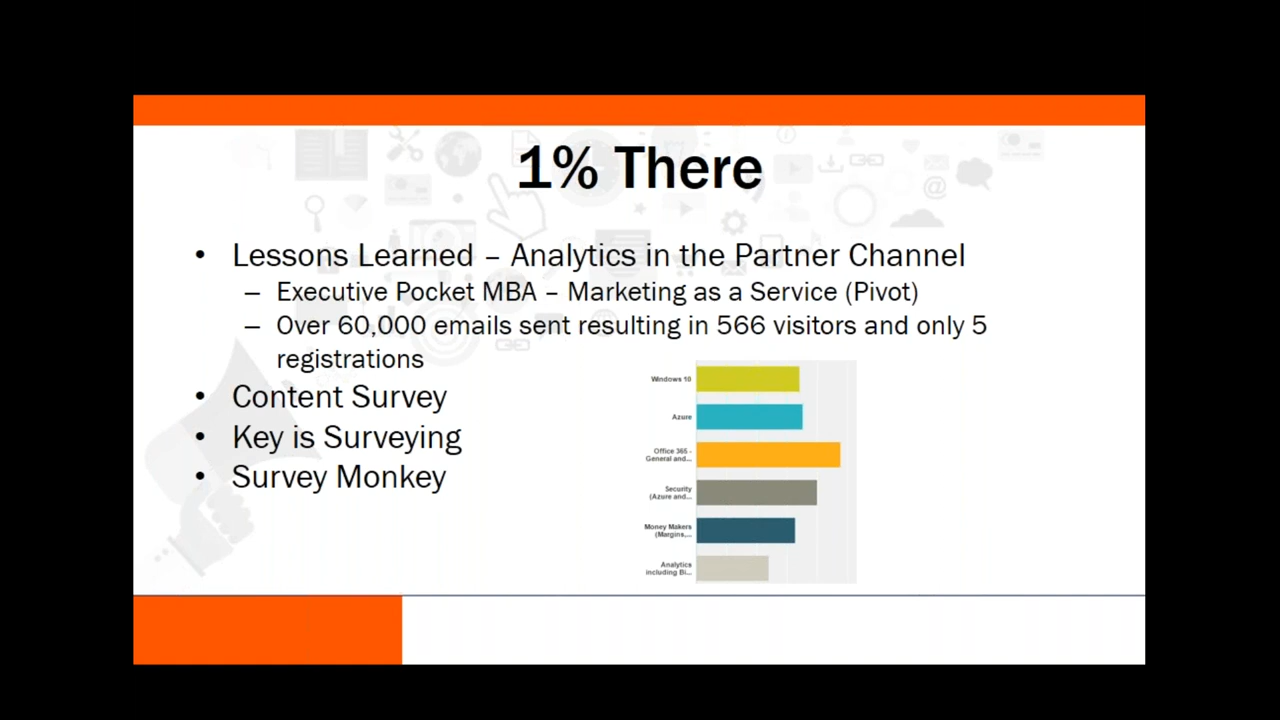 1% There
• Lessons Learned – Analytics in the Partner Channel
– Executive Pocket MBA – Marketing as a Service (Pivot)
– Over 60,000 emails sent resulting in 566 visitors and only 5
registrations
• Content Survey
• Key is Surveying
• Survey Monkey
Windows 10
Azure
Office 365 -
General and...
Security
(Azure and...
Money Makers
(Margins,...
Analytics
including Bi...